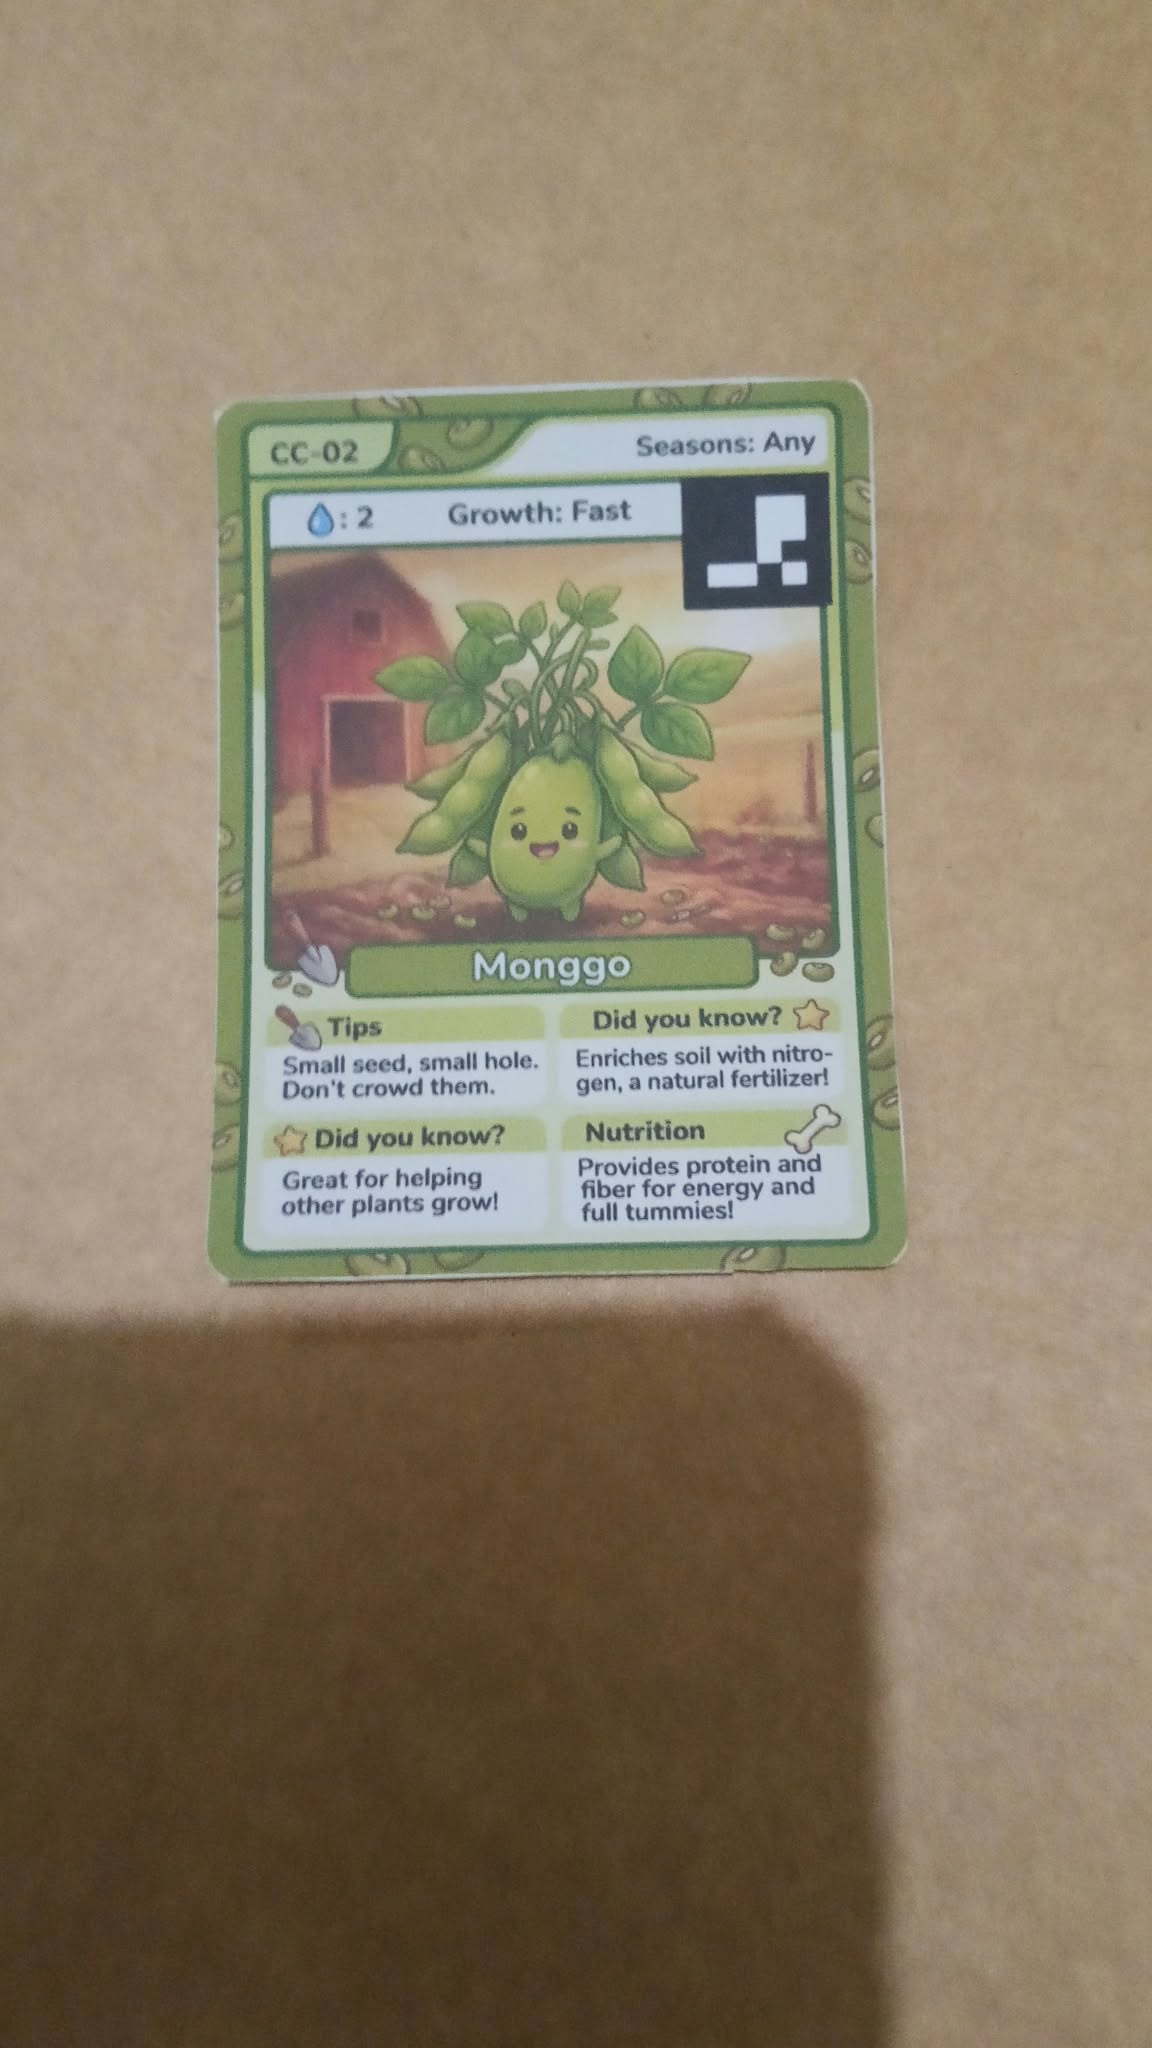 CC-02
Seasons: Any
: 2
Growth: Fast
Monggo
Tips
Small seed, small hole.
Don't crowd them.
Did you know?
Enriches soil with nitro-
gen, a natural fertilizer!
Did you know?
Great for helping
other plants grow!
Nutrition
Provides protein and
fiber for energy and
full tummies!